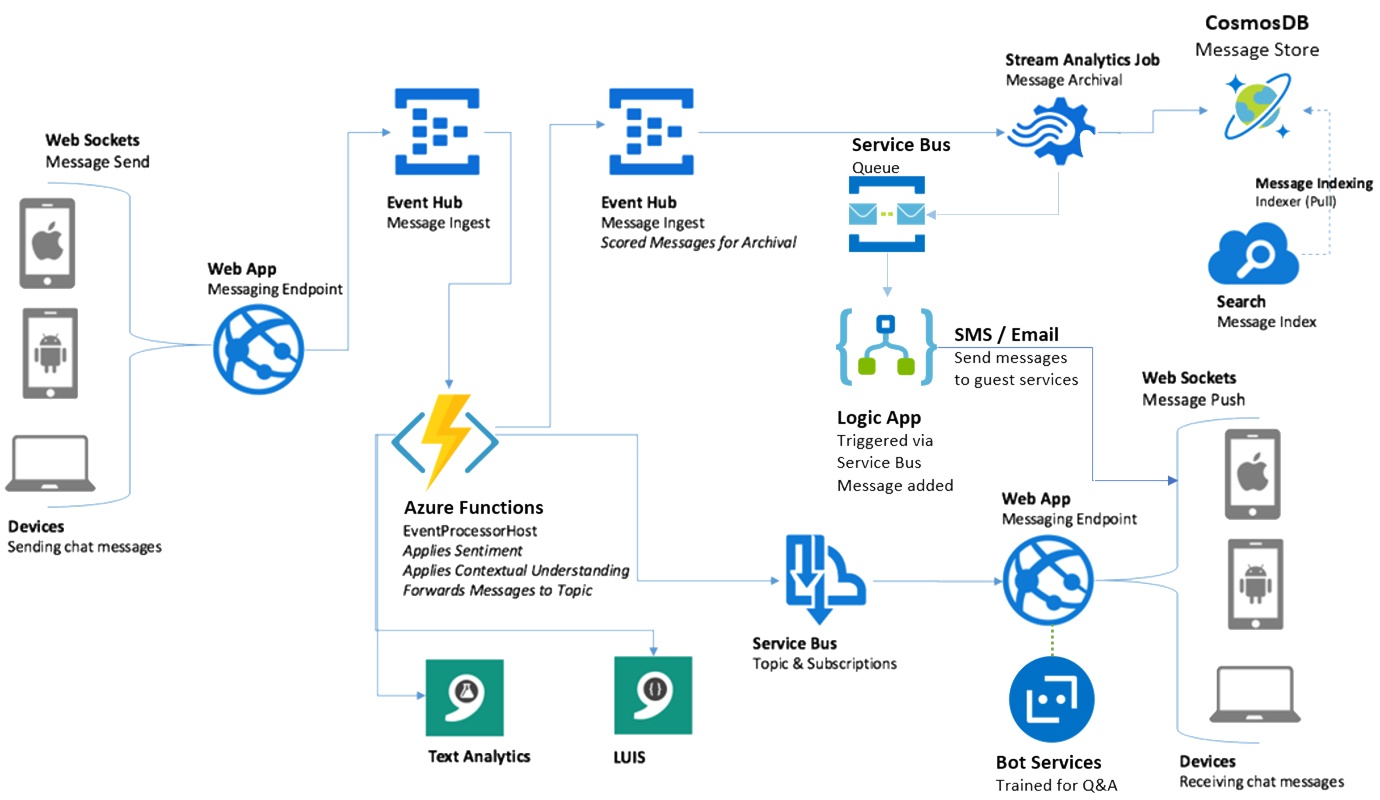 CosmosDB
Message Store
Stream Analytics Job
Message Archival
Web Sockets
Message Send
Service Bus
Queue
Event Hub
Message Ingest
Event Hub
Message Ingest
Scored Messages for Archival
Message Indexing
Indexer (Pull)
Web App
Messaging Endpoint
Search
Message Index
SMS / Email
Send messages
to guest services
Logic App
Triggered via
Service Bus
Message added
Web Sockets
Message Push
Devices
Sending chat messages
Azure Functions
EventProcessorHost
Applies Sentiment
Applies Contextual Understanding
Forwards Messages to Topic
Web App
Messaging Endpoint
Service Bus
Topic & Subscriptions
Text Analytics
LUIS
Bot Services
Trained for Q&A
Devices
Receiving chat messages